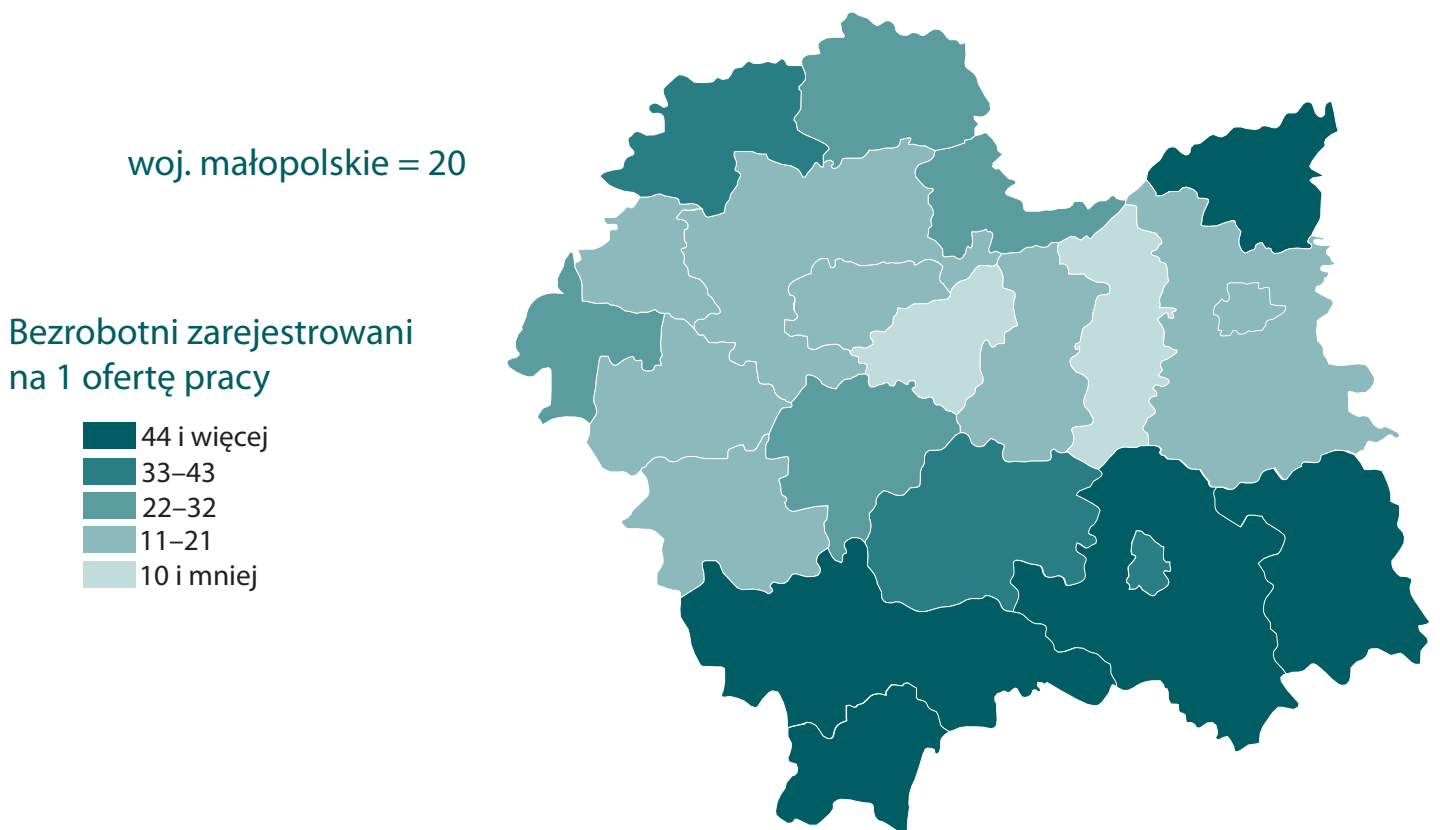 woj. małopolskie = 20
Bezrobotni zarejestrowani
na 1 ofertę pracy
44 i więcej
33–43
22–32
11–21
10 i mniej